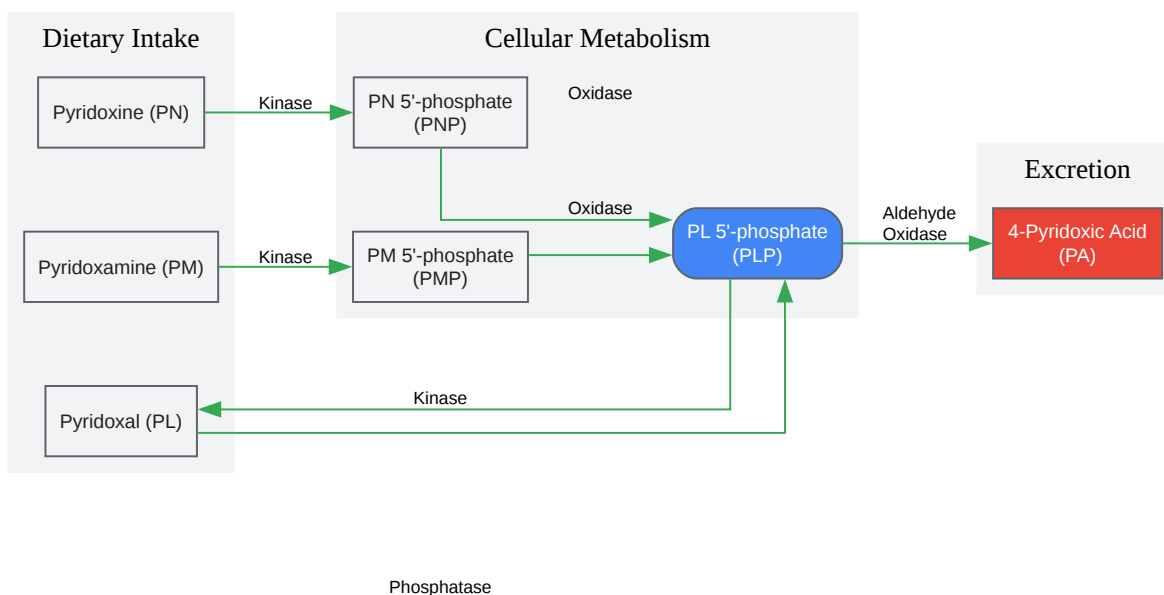 Dietary Intake
Cellular Metabolism
Pyridoxine (PN)
Kinase
PN 5'-phosphate
(PNP)
Oxidase
Excretion
Pyridoxamine (PM)
Kinase
PM 5'-phosphate
(PMP)
Oxidase
PL 5'-phosphate
(PLP)
Aldehyde
Oxidase
4-Pyridoxic Acid
(PA)
Pyridoxal (PL)
Kinase
Phosphatase